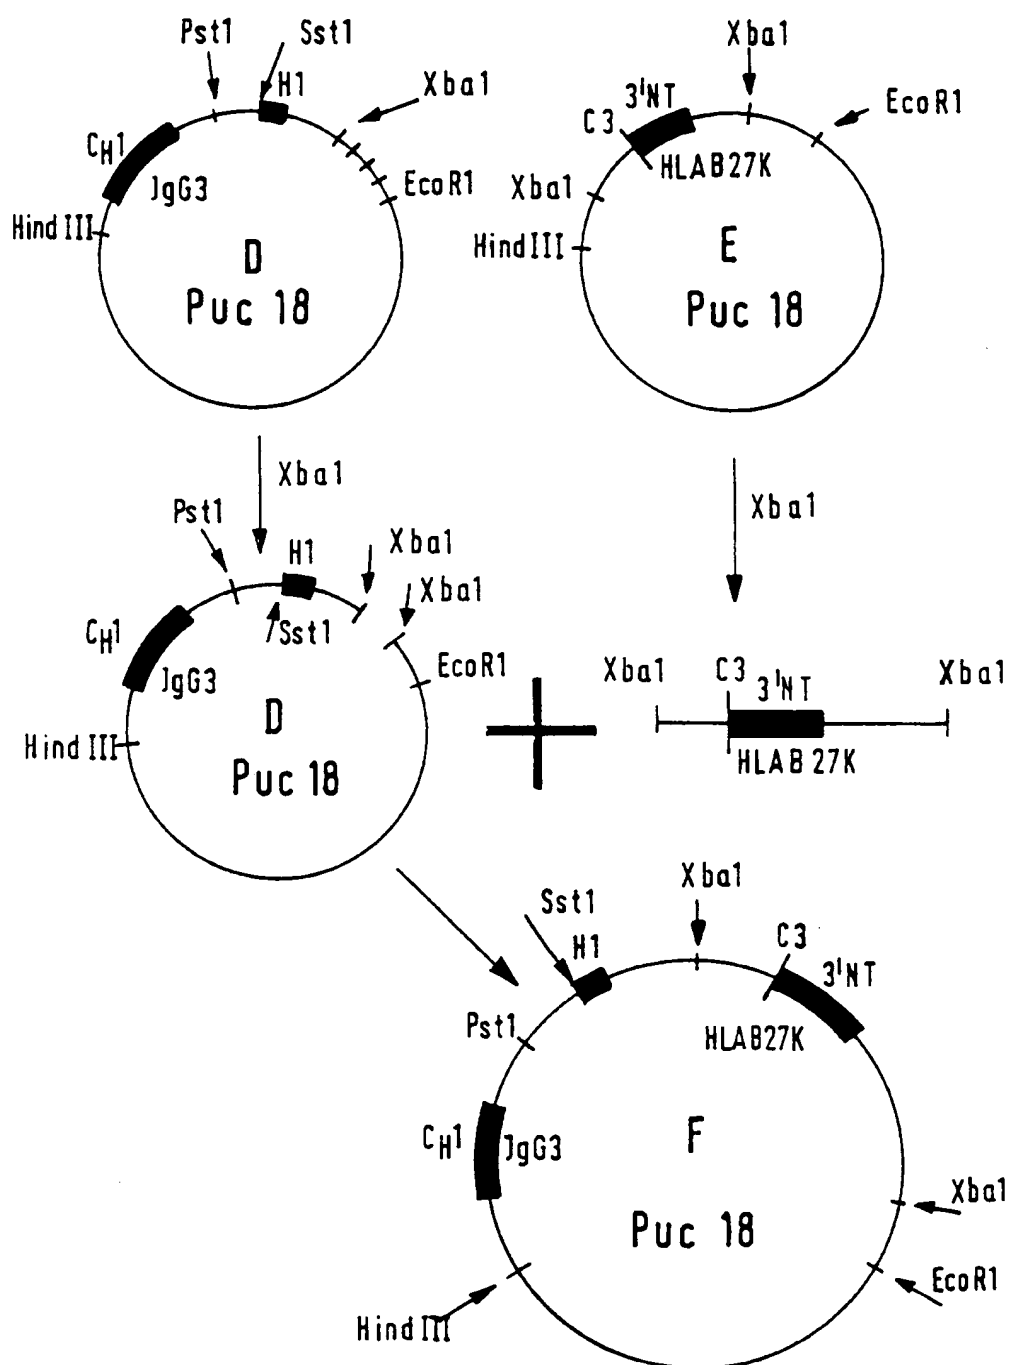 Pst1
Sst1
H1
Xba1
CH1
JgG3
EcoR1
Hind III
D
Puc 18
Xba1
C3
3'NT
EcoR1
HLAB27K
Xba1
HindIII
E
Puc 18
Xba1
Xba1
Pst1
H1
Xba1
Xba1
Sst1
CH1
JgG3
EcoR1
D
Hind III
Puc 18
+
Xba1
C3
3'NT
Xba1
HLAB 27K
Xba1
Sst1
H1
C3
3'NT
Pst1
HLAB27K
CH1
JgG3
F
Puc 18
Xba1
EcoR1
Hind III